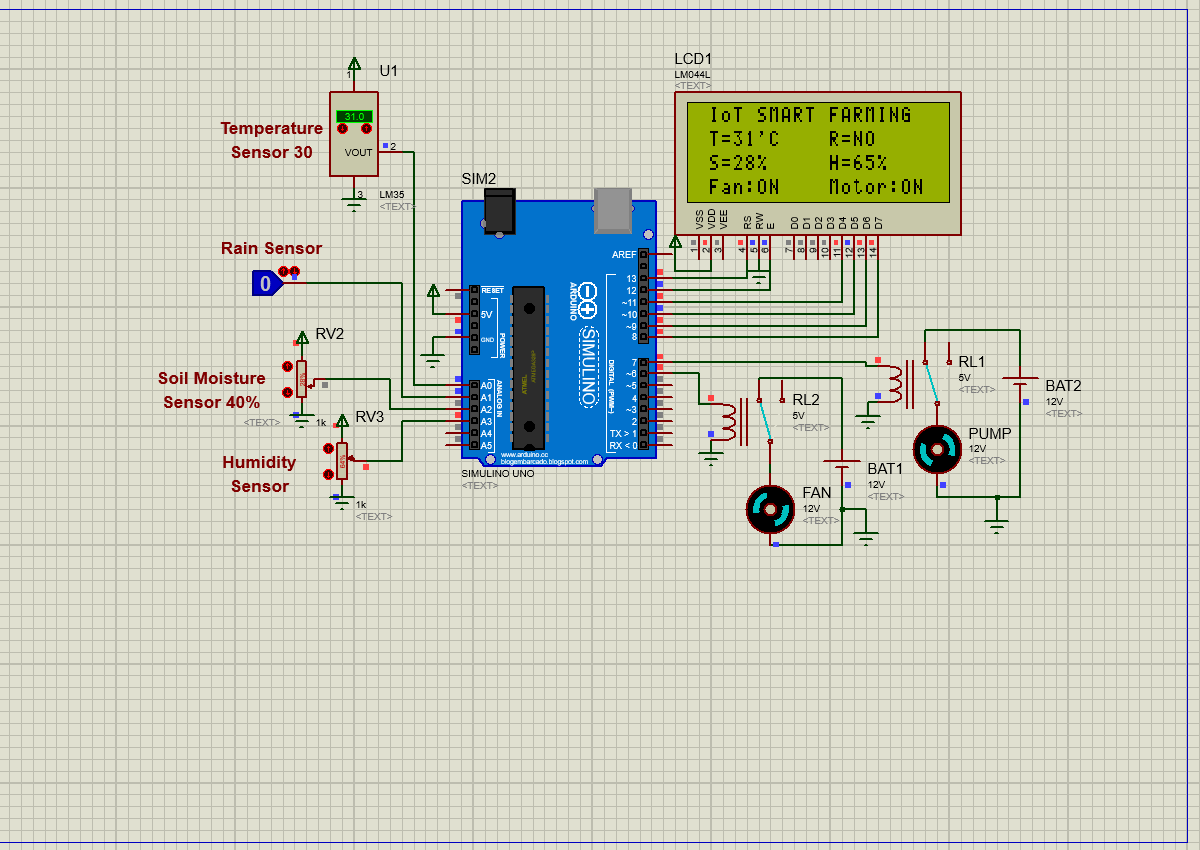 U1
1
31.0
VOUT
2
3
LM35
<TEXT>
Temperature
Sensor 30
Rain Sensor
0
RV2
28%
1k
<TEXT>
Soil Moisture
Sensor 40%
RV3
64%
1k
<TEXT>
Humidity
Sensor
SIM2
AREF
RESET
5V
GND
POWER
A0
A1
A2
A3
A4
A5
ANALOG IN
ARDUINO
SIMULINO
13
12
~11
~10
~9
8
7
~6
~5
4
~3
2
TX > 1
RX < 0
DIGITAL (PWM~)
www.arduino.cc
blogembarcado.blogspot.com
SIMULINO UNO
<TEXT>
LCD1
LM044L
<TEXT>
IoT SMART FARMING
T=31'C R=NO
S=28% H=65%
Fan:ON Motor:ON
VSS VDD VEE RS RW E D0 D1 D2 D3 D4 D5 D6 D7
1 2 3 4 5 6 7 8 9 10 11 12 13 14
RL1
5V
<TEXT>
BAT2
12V
<TEXT>
RL2
5V
<TEXT>
PUMP
12V
<TEXT>
BAT1
12V
<TEXT>
FAN
12V
<TEXT>